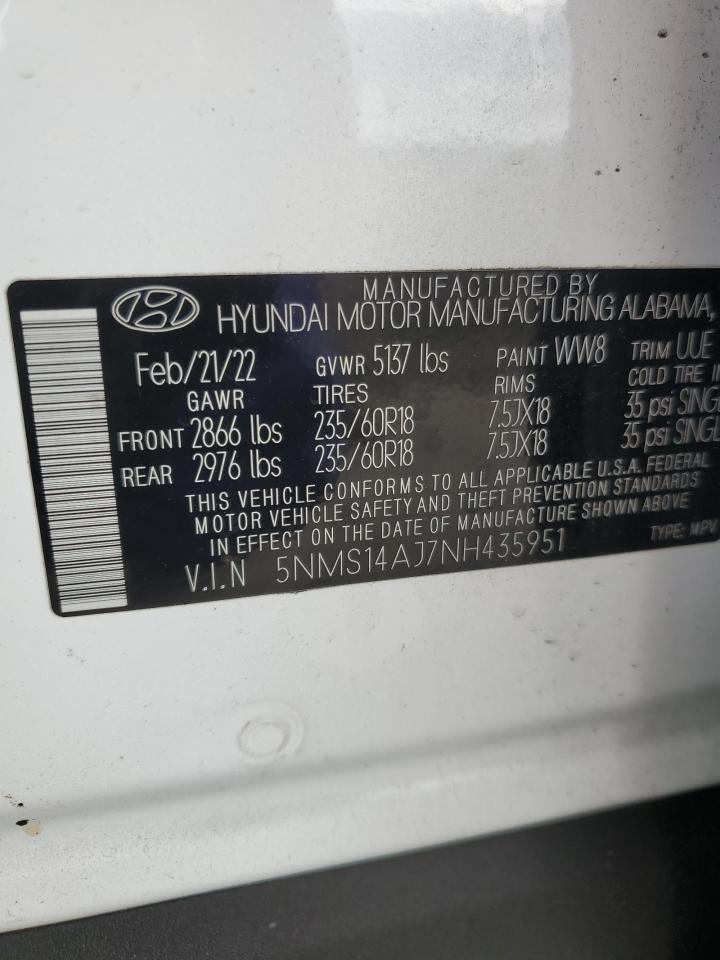 MANUFACTURED BY
HYUNDAI MOTOR MANUFACTURING ALABAMA,
Feb/21/22 GVWR 5137 lbs PAINT WW8 TRIM UUE
GAWR TIRES RIMS COLD TIRE
FRONT 2866 lbs 235/60R18 7.5JX18 35 psi
REAR 2976 lbs 235/60R18 7.5JX18 35 psi
THIS VEHICLE CONFORMS TO ALL APPLICABLE U.S.A. FEDERAL
MOTOR VEHICLE SAFETY AND THEFT PREVENTION STANDARDS
IN EFFECT ON THE DATE OF MANUFACTURE SHOWN ABOVE
V.I.N 5NMS14AJ7NH435951 TYPE: MPV